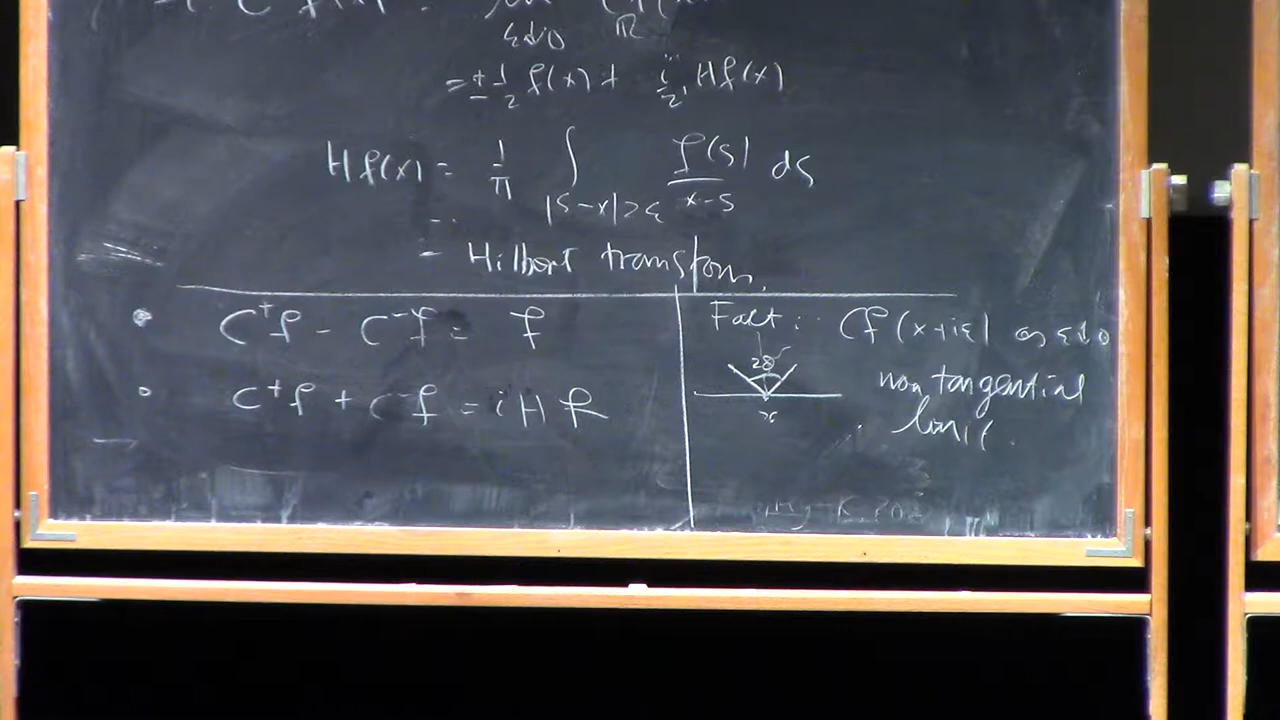 ε↓0 ℝ
= ± 1/2 f(x) + i/2 Hf(x)
Hf(x) = 1/π ∫_{|s-x|>ε} f(s)/(x-s) ds
= Hilbert transform.
• C⁺f - C⁻f = f
• C⁺f + C⁻f = iHf
Fact: Cf(x+iε) as ε↓0
2θ
x
non tangential
limit.